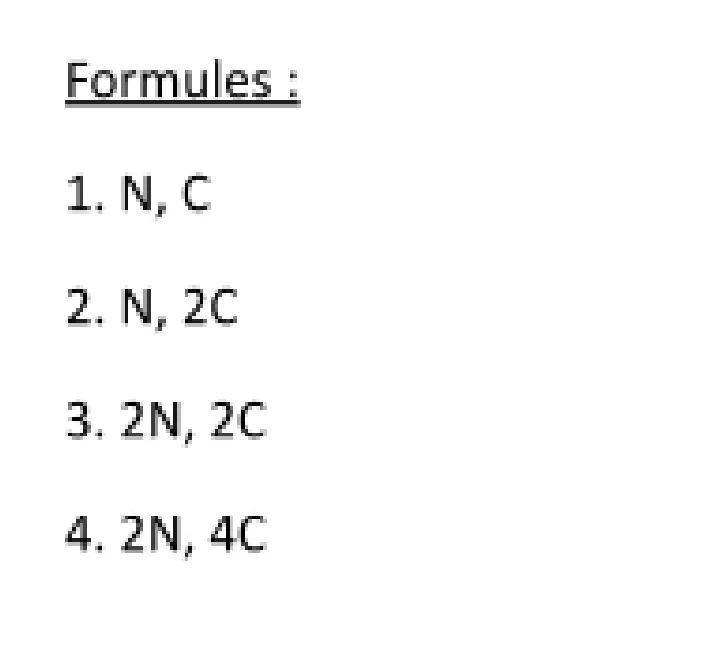 Formules :
1. N, C
2. N, 2C
3. 2N, 2C
4. 2N, 4C